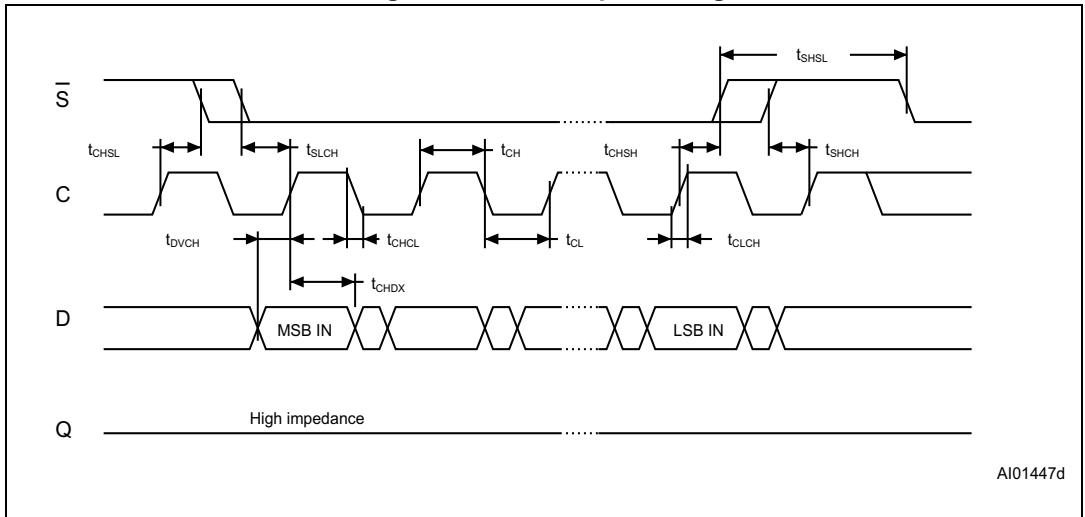 tSHSL
S
tCHSL
tSLCH
tCH
tCHSH
tSHCH
C
tDVCH
tCHCL
tCL
tCLCH
tCHDX
D
MSB IN
LSB IN
High impedance
Q
AI01447d